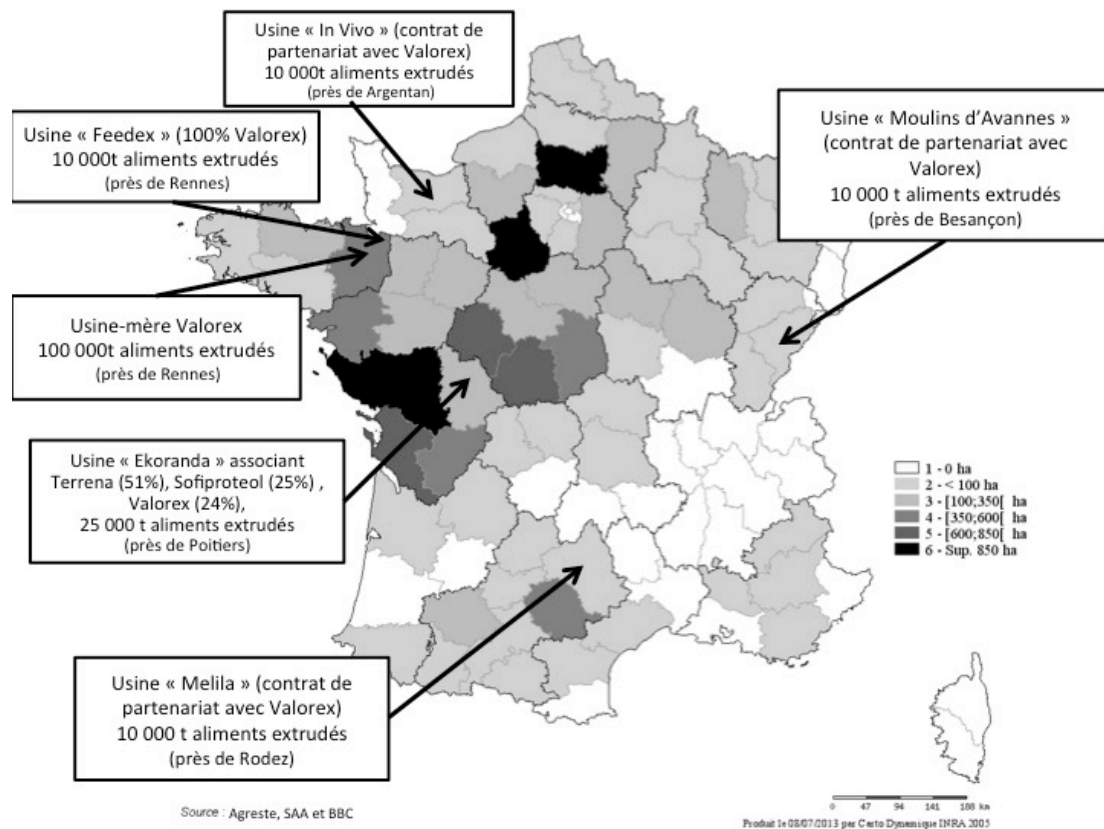 Usine « In Vivo » (contrat de
partenariat avec Valorex)
10 000t aliments extrudés
(près de Argentan)
Usine « Feedex » (100% Valorex)
10 000t aliments extrudés
(près de Rennes)
Usine « Moulins d’Avannes »
(contrat de partenariat avec
Valorex)
10 000 t aliments extrudés
(près de Besançon)
Usine-mère Valorex
100 000t aliments extrudés
(près de Rennes)
Usine « Ekoranda » associant
Terrena (51%), Sofiproteol (25%) ,
Valorex (24%),
25 000 t aliments extrudés
(près de Poitiers)
1 - 0 ha
2 - < 100 ha
3 - [100;350[ ha
4 - [350;600[ ha
5 - [600;850[ ha
6 - Sup. 850 ha
Usine « Melila » (contrat de
partenariat avec Valorex)
10 000 t aliments extrudés
(près de Rodez)
Source : Agreste, SAA et BBC
0 47 94 141 188 km
Produit le 08/07/2013 par Carto Dynamique INRA 2005